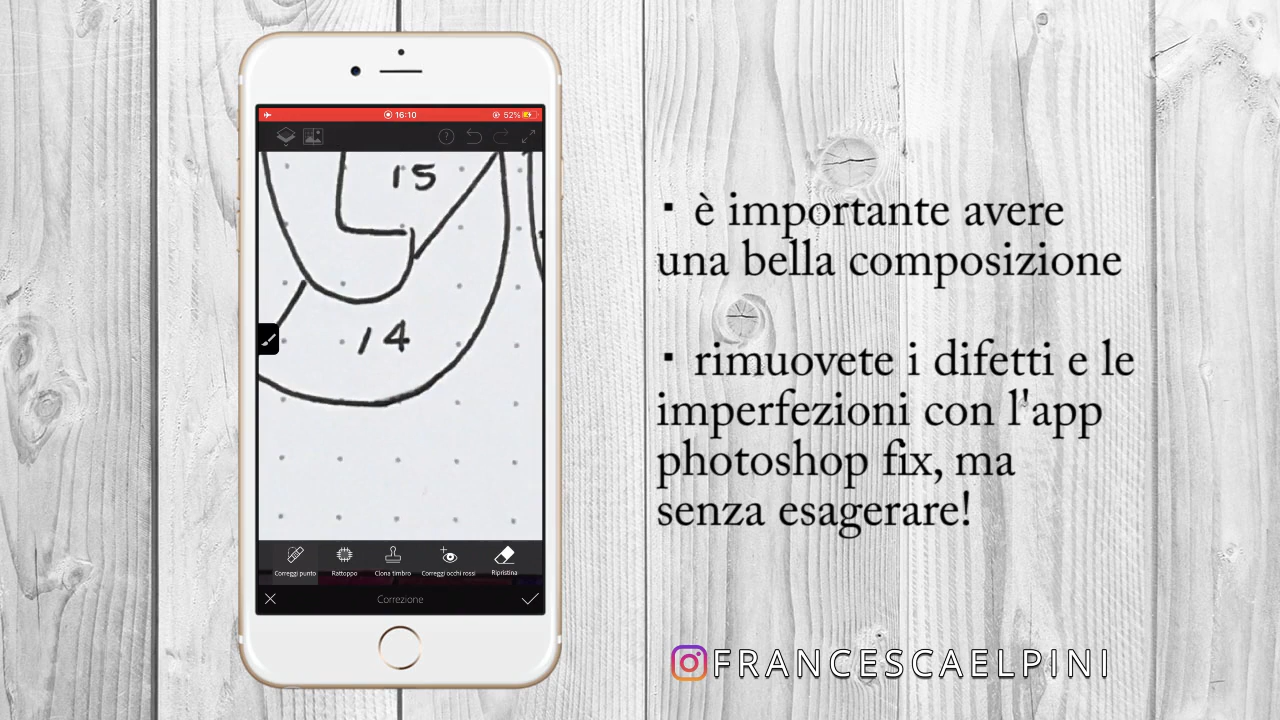 16:10
52%
15
14
Correggi punto
Rattoppo
Clona timbro
Correggi occhi rossi
Ripristina
Correzione
▪ è importante avere
una bella composizione
▪ rimuovete i difetti e le
imperfezioni con l'app
photoshop fix, ma
senza esagerare!
FRANCESCAELPINI